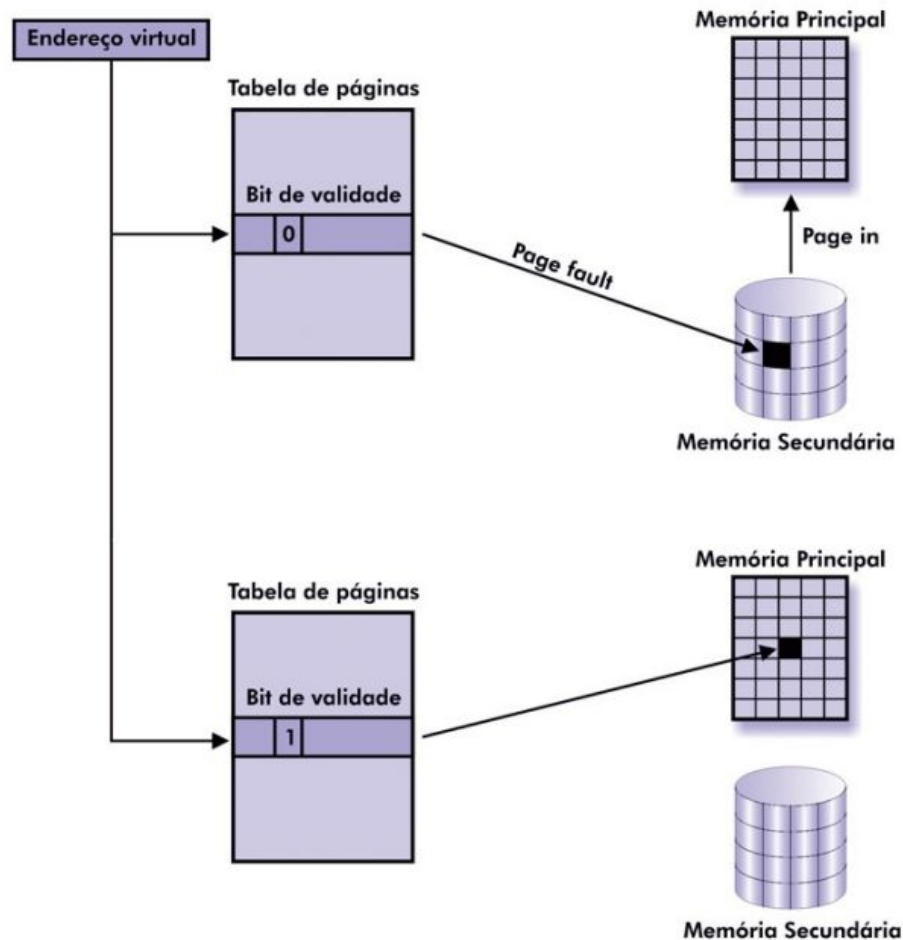 Endereço virtual
Memória Principal
Tabela de páginas
Bit de validade
0
Page fault
Page in
Memória Secundária
Memória Principal
Tabela de páginas
Bit de validade
1
Memória Secundária